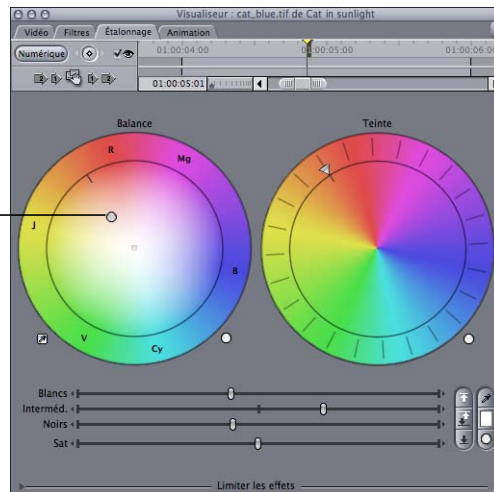 Visualiseur : cat_blue.tif de Cat in sunlight
Vidéo Filtres Étalonnage Animation
Numérique 01:00:04:00 01:00:05:00 01:00:06:0
01:00:05:01
Balance Teinte
R
Mg
J
B
V
Cy
Blancs
Interméd.
Noirs
Sat
Limiter les effets